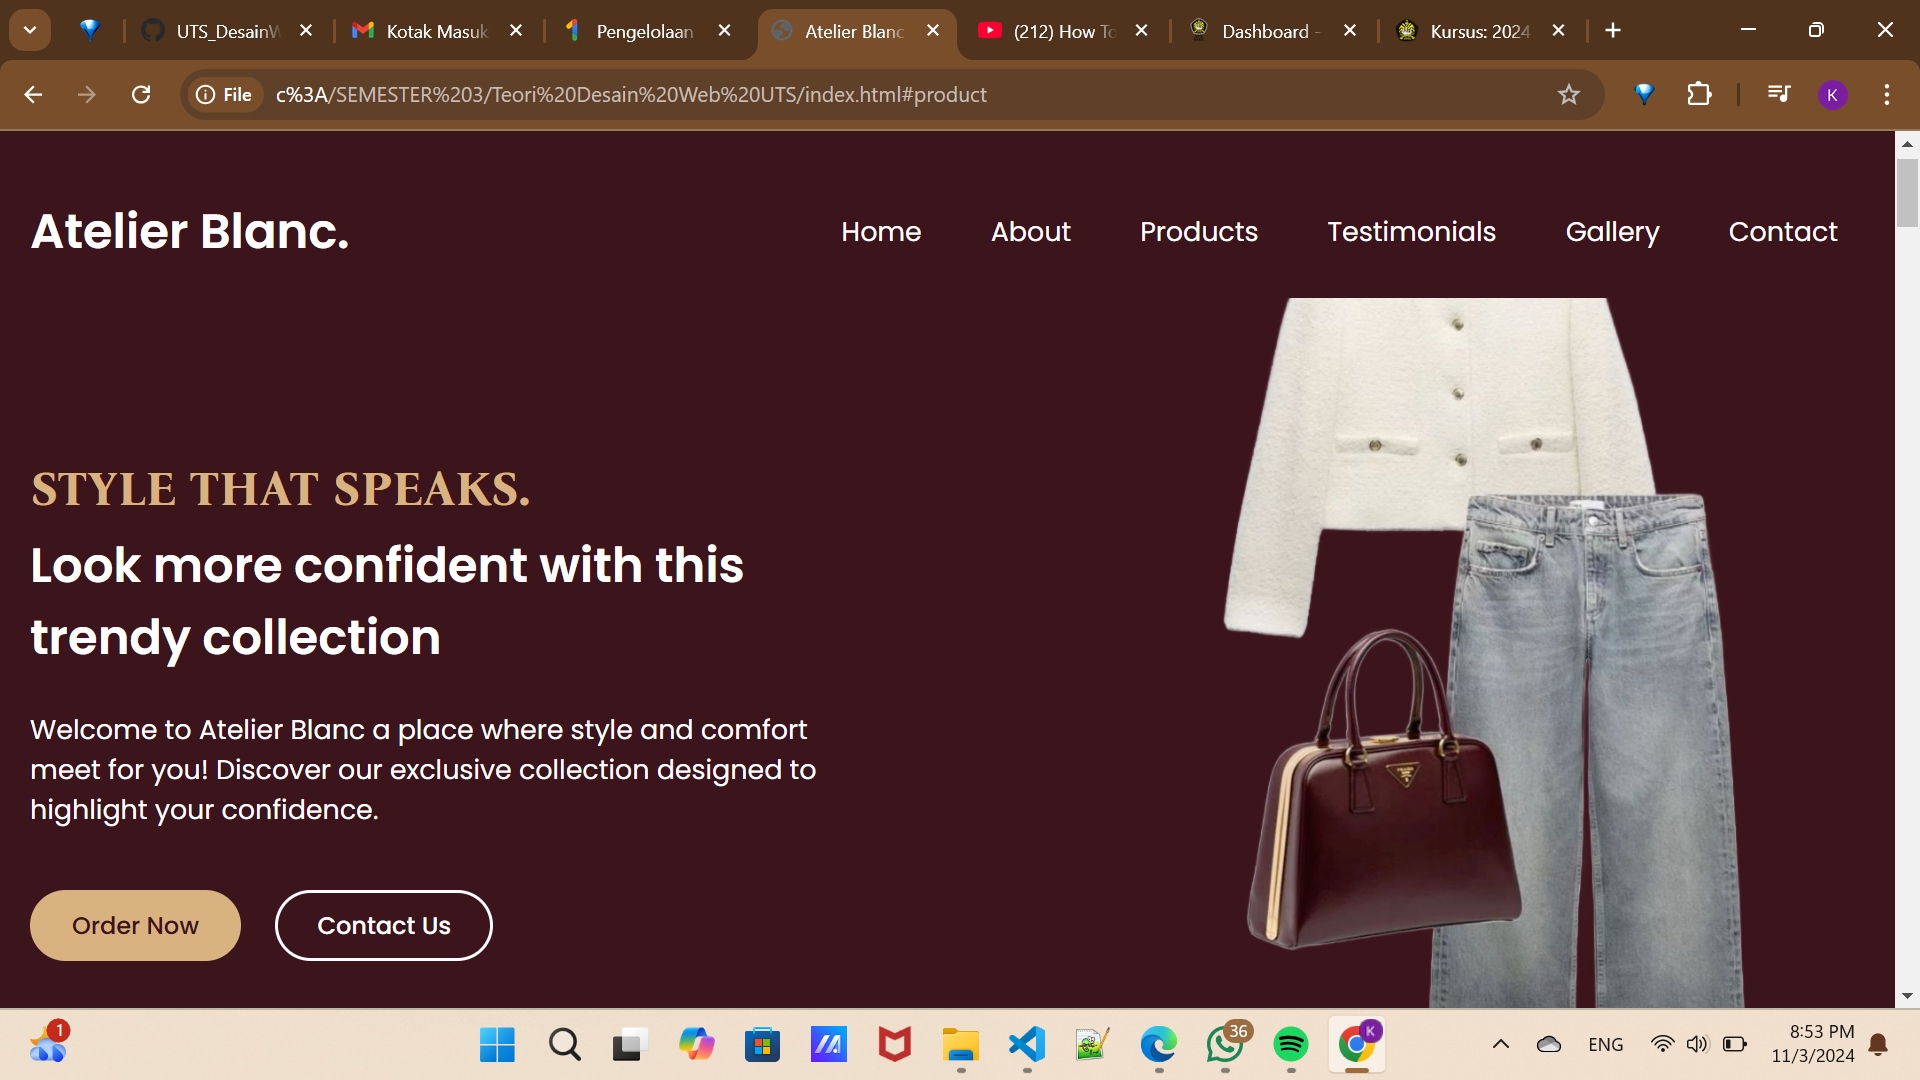 UTS_DesainW
Kotak Masuk
Pengelolaan
Atelier Blanc
(212) How To
Dashboard -
Kursus: 2024
File
c%3A/SEMESTER%203/Teori%20Desain%20Web%20UTS/index.html#product
K
Atelier Blanc.
Home
About
Products
Testimonials
Gallery
Contact
STYLE THAT SPEAKS.
Look more confident with this
trendy collection
Welcome to Atelier Blanc a place where style and comfort
meet for you! Discover our exclusive collection designed to
highlight your confidence.
Order Now
Contact Us
1
36
K
ENG
8:53 PM
11/3/2024